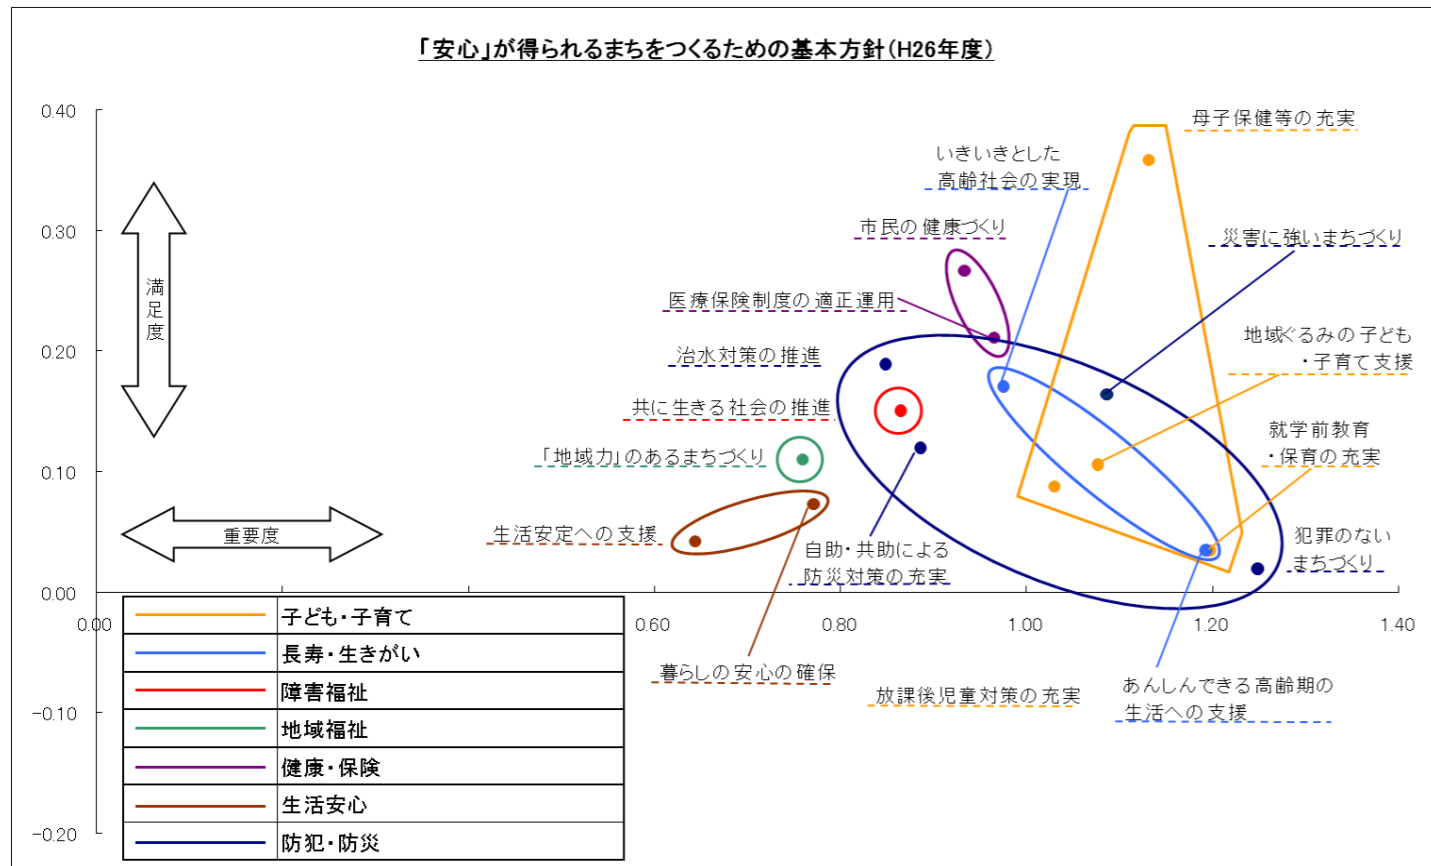 「安心」が得られるまちをつくるための基本方針(H26年度)
0.40
0.30
0.20
0.10
0.00
-0.10
-0.20
0.00
0.60
0.80
1.00
1.20
1.40
満足度
重要度
母子保健等の充実
いきいきとした
高齢社会の実現
市民の健康づくり
災害に強いまちづくり
医療保険制度の適正運用
地域ぐるみの子ども
・子育て支援
治水対策の推進
共に生きる社会の推進
就学前教育
・保育の充実
「地域力」のあるまちづくり
生活安定への支援
自助・共助による
防災対策の充実
犯罪のない
まちづくり
暮らしの安心の確保
放課後児童対策の充実
あんしんできる高齢期の
生活への支援
子ども・子育て
長寿・生きがい
障害福祉
地域福祉
健康・保険
生活安心
防犯・防災